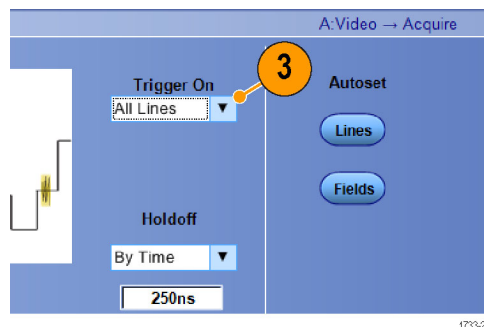 A:Video → Acquire
3
Trigger On
All Lines
Autoset
Lines
Fields
Holdoff
By Time
250ns